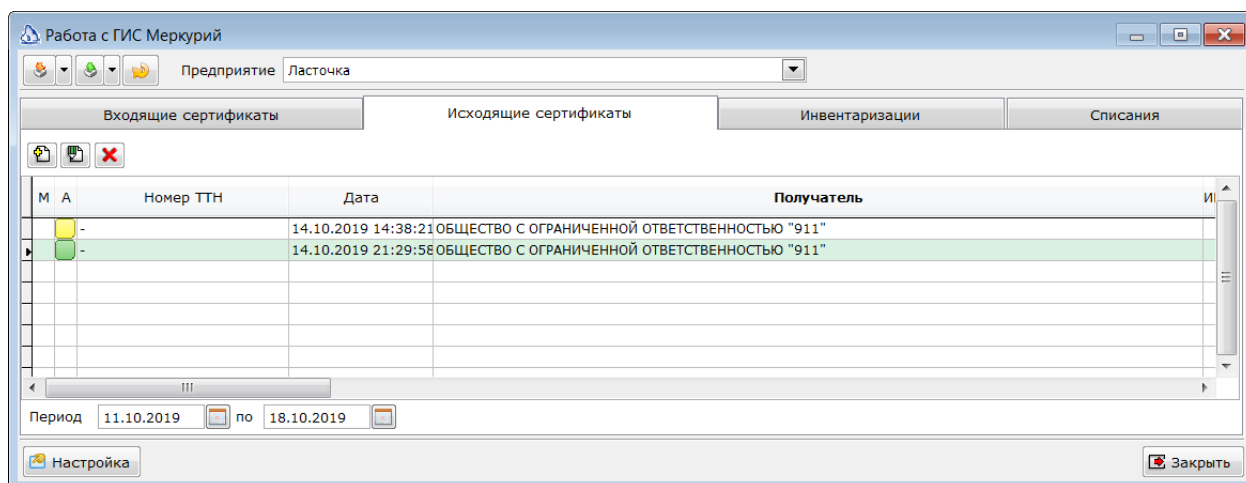 Работа с ГИС Меркурий
Предприятие Ласточка
Входящие сертификаты Исходящие сертификаты Инвентаризации Списания
М А Номер ТТН Дата Получатель
- 14.10.2019 14:38:21 ОБЩЕСТВО С ОГРАНИЧЕННОЙ ОТВЕТСТВЕННОСТЬЮ "911"
- 14.10.2019 21:29:58 ОБЩЕСТВО С ОГРАНИЧЕННОЙ ОТВЕТСТВЕННОСТЬЮ "911"
Период 11.10.2019 по 18.10.2019
Настройка Закрыть